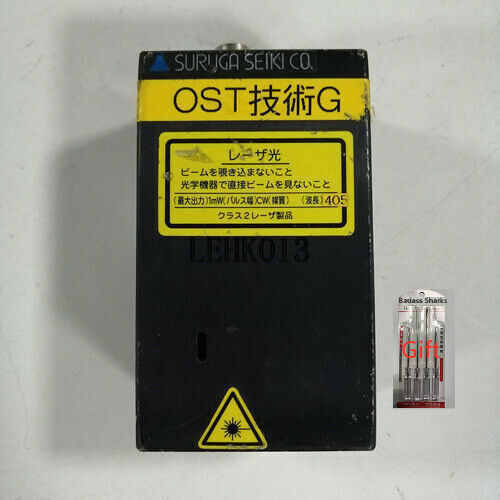 SURUGA SEIKI CO.
OST技術G
レーザ光
ビームを覗き込まないこと
光学機器で直接ビームを見ないこと
(最大出力)1mW(パルス幅)CW(媒質) (波長)405
クラス2レーザ製品
LEHK013
Badass Sharks
Gift